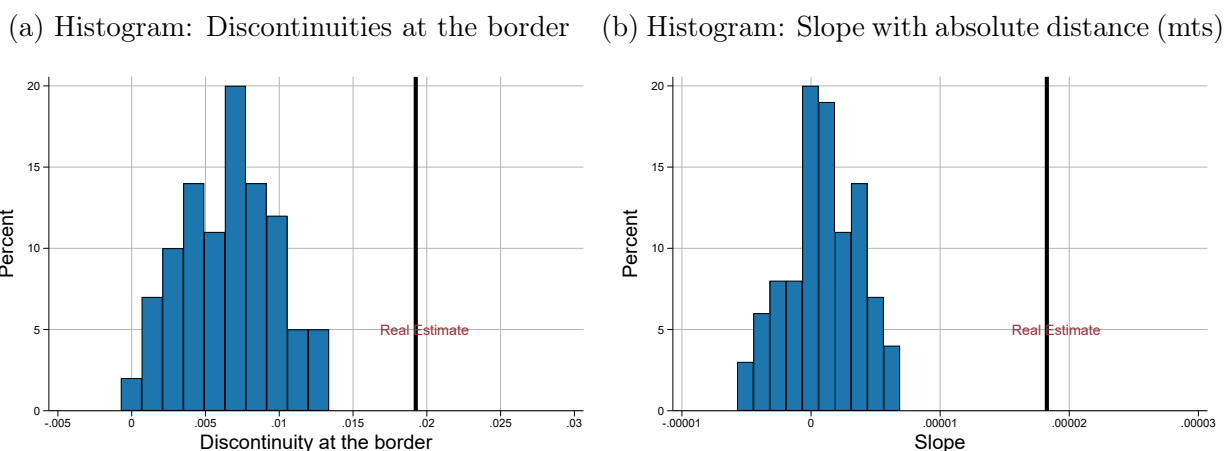 (a) Histogram: Discontinuities at the border
(b) Histogram: Slope with absolute distance (mts)
Percent
20
15
10
5
0
Real Estimate
-.005
0
.005
.01
.015
.02
.025
.03
Discontinuity at the border
Percent
20
15
10
5
0
Real Estimate
-.00001
0
.00001
.00002
.00003
Slope